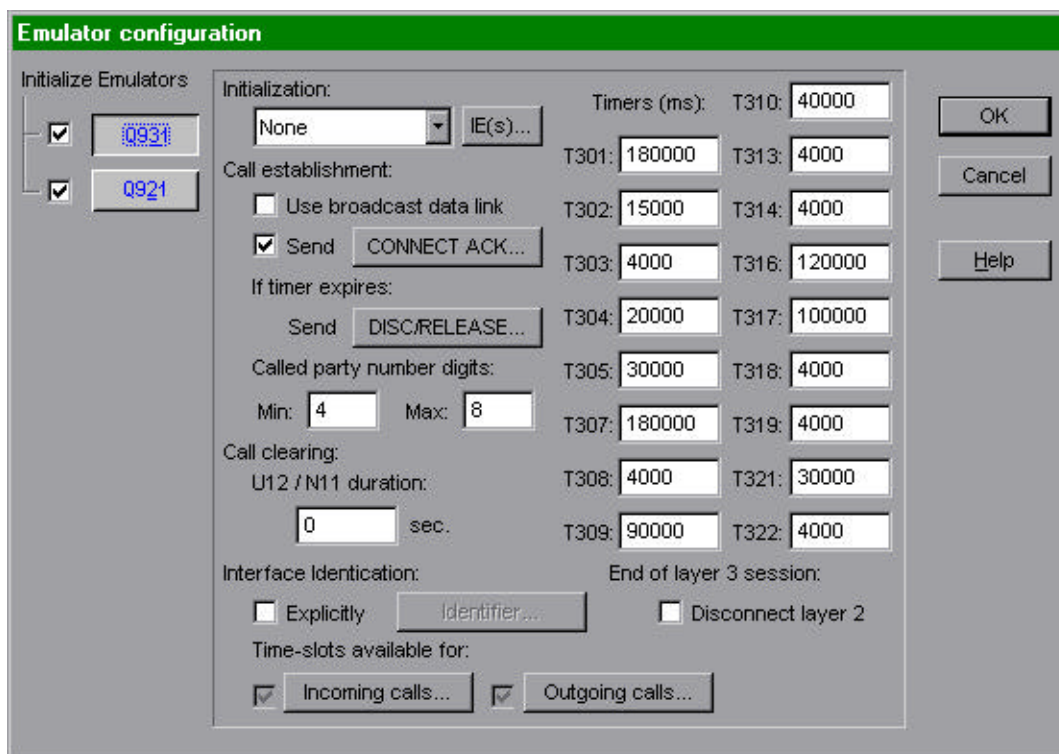 Emulator configuration
Initialize Emulators
Q931
Q921
Initialization:
None
IE(s)...
Call establishment:
Use broadcast data link
Send CONNECT ACK...
If timer expires:
Send DISC/RELEASE...
Called party number digits:
Min: 4 Max: 8
Call clearing:
U12 / N11 duration:
0 sec.
Interface Identication:
Explicitly Identifier...
Time-slots available for:
Incoming calls... Outgoing calls...
Timers (ms): T310: 40000
T301: 180000 T313: 4000
T302: 15000 T314: 4000
T303: 4000 T316: 120000
T304: 20000 T317: 100000
T305: 30000 T318: 4000
T307: 180000 T319: 4000
T308: 4000 T321: 30000
T309: 90000 T322: 4000
End of layer 3 session:
Disconnect layer 2
OK
Cancel
Help